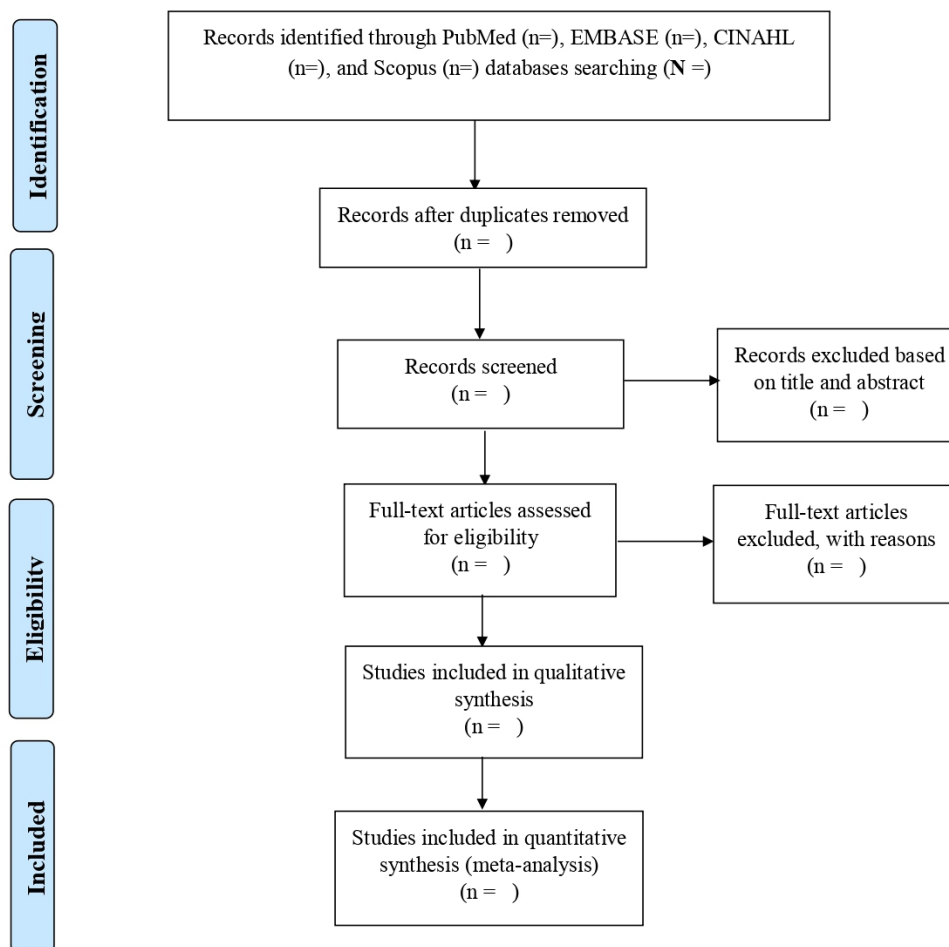 Identification
Records identified through PubMed (n=), EMBASE (n=), CINAHL
(n=), and Scopus (n=) databases searching (N =)
Records after duplicates removed
(n =   )
Screening
Records screened
(n =   )
Records excluded based
on title and abstract
(n =   )
Eligibility
Full-text articles assessed
for eligibility
(n =   )
Full-text articles
excluded, with reasons
(n =   )
Studies included in qualitative
synthesis
(n =   )
Included
Studies included in quantitative
synthesis (meta-analysis)
(n =   )